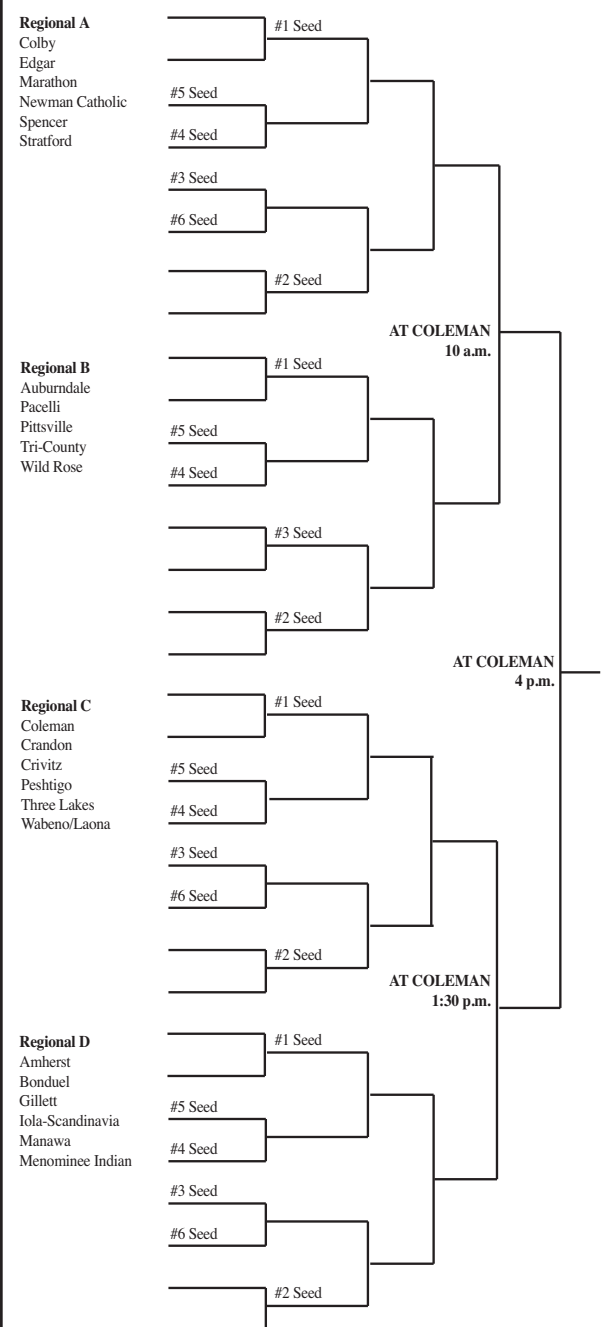 Regional A
Colby
Edgar
Marathon
Newman Catholic
Spencer
Stratford
#1 Seed
#5 Seed
#4 Seed
#3 Seed
#6 Seed
#2 Seed
AT COLEMAN
10 a.m.
Regional B
Auburndale
Pacelli
Pittsville
Tri-County
Wild Rose
#1 Seed
#5 Seed
#4 Seed
#3 Seed
#2 Seed
AT COLEMAN
4 p.m.
Regional C
Coleman
Crandon
Crivitz
Peshtigo
Three Lakes
Wabeno/Laona
#1 Seed
#5 Seed
#4 Seed
#3 Seed
#6 Seed
#2 Seed
AT COLEMAN
1:30 p.m.
Regional D
Amherst
Bonduel
Gillett
Iola-Scandinavia
Manawa
Menominee Indian
#1 Seed
#5 Seed
#4 Seed
#3 Seed
#6 Seed
#2 Seed